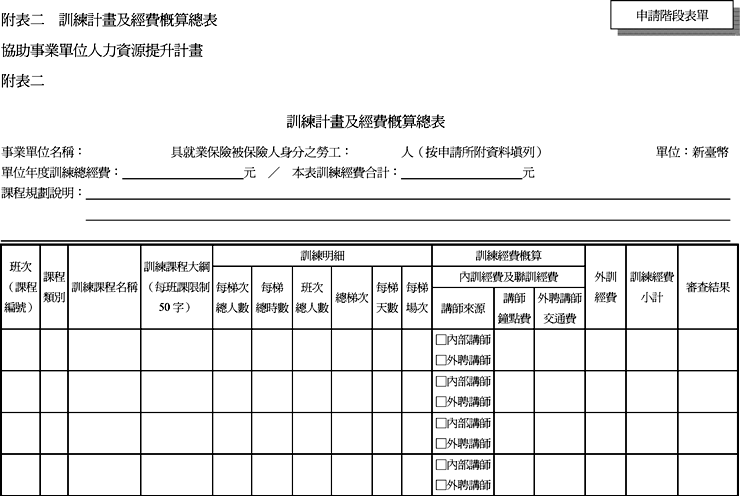 附表二　訓練計畫及經費概算總表
申請階段表單
協助事業單位人力資源提升計畫
附表二
訓練計畫及經費概算總表
事業單位名稱：　具就業保險被保險人身分之勞工：　人（按申請所附資料填列）　單位：新臺幣
單位年度訓練總經費：　元　／　本表訓練經費合計：　元
課程規劃說明：
班次
（課程
編號）
課程
類別
訓練課程名稱
訓練課程大綱
（每班課限制
50 字）
訓練明細
每梯次
總人數
每梯
總時數
班次
總人數
總梯次
每梯
天數
每梯
場次
訓練經費概算
內訓經費及聯訓經費
講師來源
講師
鐘點費
外聘講師
交通費
外訓
經費
訓練經費
小計
審查結果
□內部講師
□外聘講師
□內部講師
□外聘講師
□內部講師
□外聘講師
□內部講師
□外聘講師